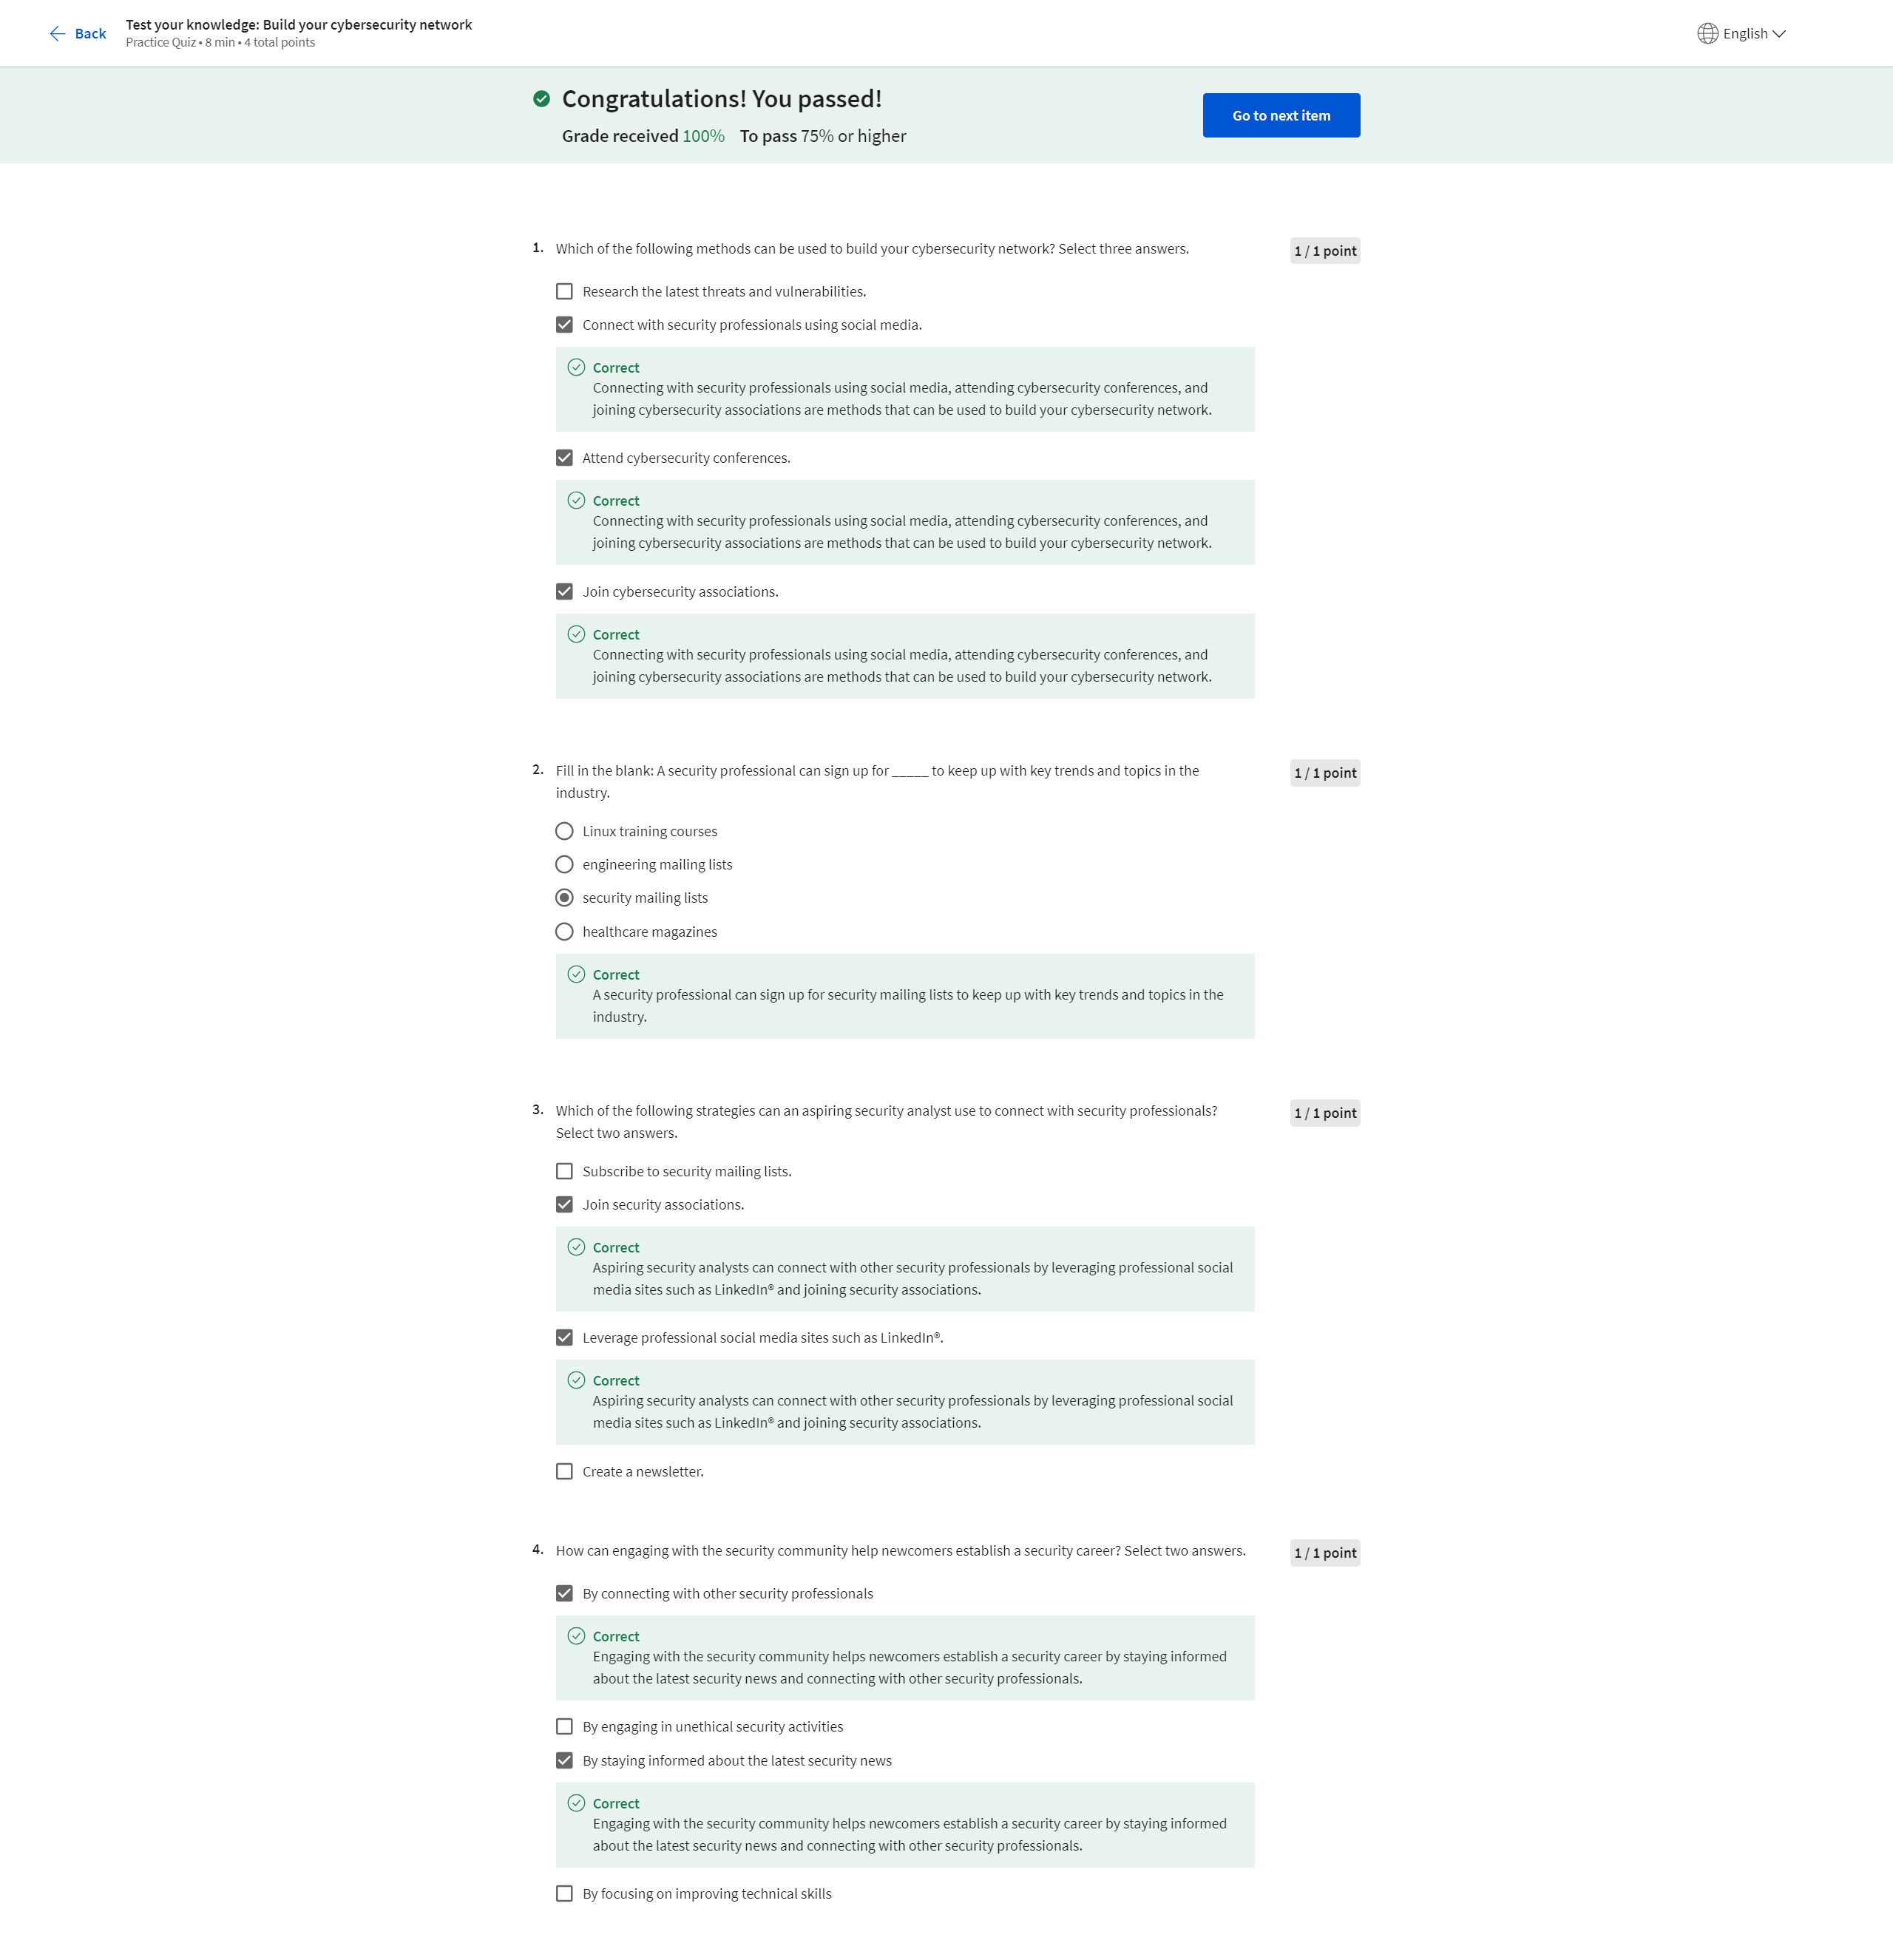 Back
Test your knowledge: Build your cybersecurity network
Practice Quiz • 8 min • 4 total points
English
Congratulations! You passed!
Grade received 100% To pass 75% or higher
Go to next item
1. Which of the following methods can be used to build your cybersecurity network? Select three answers.
1 / 1 point
Research the latest threats and vulnerabilities.
Connect with security professionals using social media.
Correct
Connecting with security professionals using social media, attending cybersecurity conferences, and
joining cybersecurity associations are methods that can be used to build your cybersecurity network.
Attend cybersecurity conferences.
Correct
Connecting with security professionals using social media, attending cybersecurity conferences, and
joining cybersecurity associations are methods that can be used to build your cybersecurity network.
Join cybersecurity associations.
Correct
Connecting with security professionals using social media, attending cybersecurity conferences, and
joining cybersecurity associations are methods that can be used to build your cybersecurity network.
2. Fill in the blank: A security professional can sign up for _____ to keep up with key trends and topics in the
industry.
1 / 1 point
Linux training courses
engineering mailing lists
security mailing lists
healthcare magazines
Correct
A security professional can sign up for security mailing lists to keep up with key trends and topics in the
industry.
3. Which of the following strategies can an aspiring security analyst use to connect with security professionals?
Select two answers.
1 / 1 point
Subscribe to security mailing lists.
Join security associations.
Correct
Aspiring security analysts can connect with other security professionals by leveraging professional social
media sites such as LinkedIn® and joining security associations.
Leverage professional social media sites such as LinkedIn®.
Correct
Aspiring security analysts can connect with other security professionals by leveraging professional social
media sites such as LinkedIn® and joining security associations.
Create a newsletter.
4. How can engaging with the security community help newcomers establish a security career? Select two answers.
1 / 1 point
By connecting with other security professionals
Correct
Engaging with the security community helps newcomers establish a security career by staying informed
about the latest security news and connecting with other security professionals.
By engaging in unethical security activities
By staying informed about the latest security news
Correct
Engaging with the security community helps newcomers establish a security career by staying informed
about the latest security news and connecting with other security professionals.
By focusing on improving technical skills